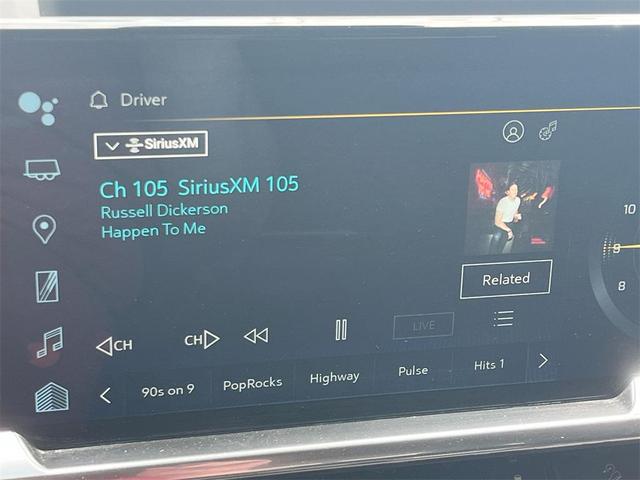 Driver
SiriusXM
Ch 105 SiriusXM 105
Russell Dickerson
Happen To Me
10
9
8
Related
CH
CH
LIVE
90s on 9
PopRocks
Highway
Pulse
Hits 1